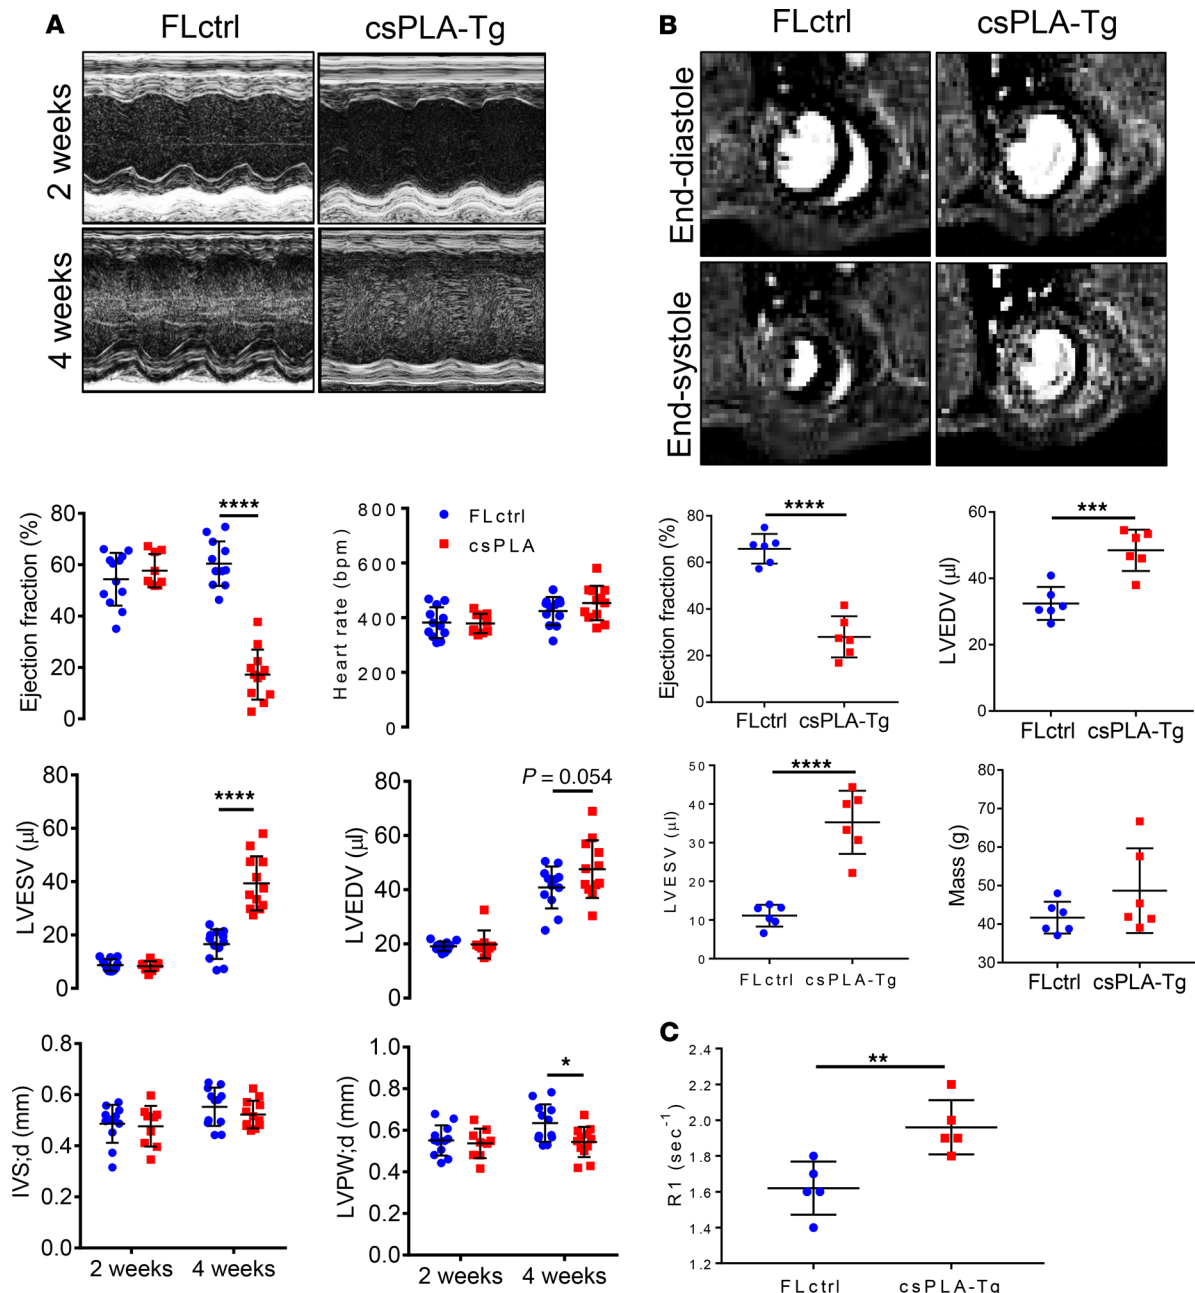 A
FLctrl
csPLA-Tg
2 weeks
4 weeks
B
FLctrl
csPLA-Tg
End-diastole
End-systole
Ejection fraction (%)
80
60
40
20
0
****
Heart rate (bpm)
800
600
400
200
0
FLctrl
csPLA
LVESV (µl)
80
60
40
20
0
****
LVEDV (µl)
80
60
40
20
0
P = 0.054
IVS;d (mm)
0.8
0.6
0.4
0.2
0.0
2 weeks
4 weeks
LVPW;d (mm)
1.0
0.8
0.6
0.4
0.2
0.0
*
2 weeks
4 weeks
Ejection fraction (%)
80
60
40
20
0
****
FLctrl
csPLA-Tg
LVEDV (µl)
60
40
20
0
***
FLctrl
csPLA-Tg
LVESV (µl)
50
40
30
20
10
0
****
FLctrl
csPLA-Tg
Mass (g)
80
70
60
50
40
30
FLctrl
csPLA-Tg
C
R1 (sec⁻¹)
2.4
2.2
2.0
1.8
1.6
1.4
1.2
**
FLctrl
csPLA-Tg